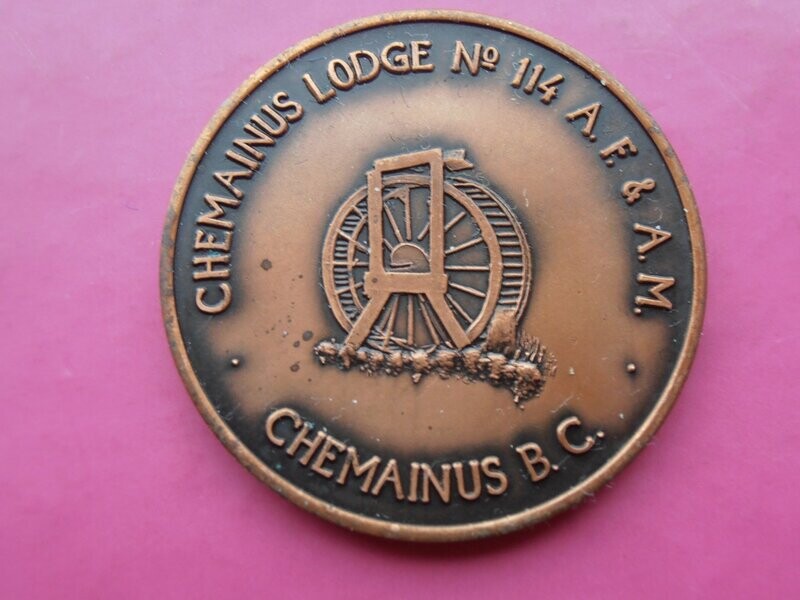 CHEMAINUS LODGE Nº 114 A. F. & A. M.
CHEMAINUS B. C.